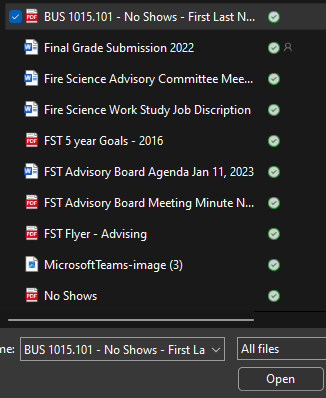 BUS 1015.101 - No Shows - First Last N...
Final Grade Submission 2022
Fire Science Advisory Committee Mee...
Fire Science Work Study Job Discription
FST 5 year Goals - 2016
FST Advisory Board Agenda Jan 11, 2023
FST Advisory Board Meeting Minute N...
FST Flyer - Advising
MicrosoftTeams-image (3)
No Shows
me: BUS 1015.101 - No Shows - First La All files
Open